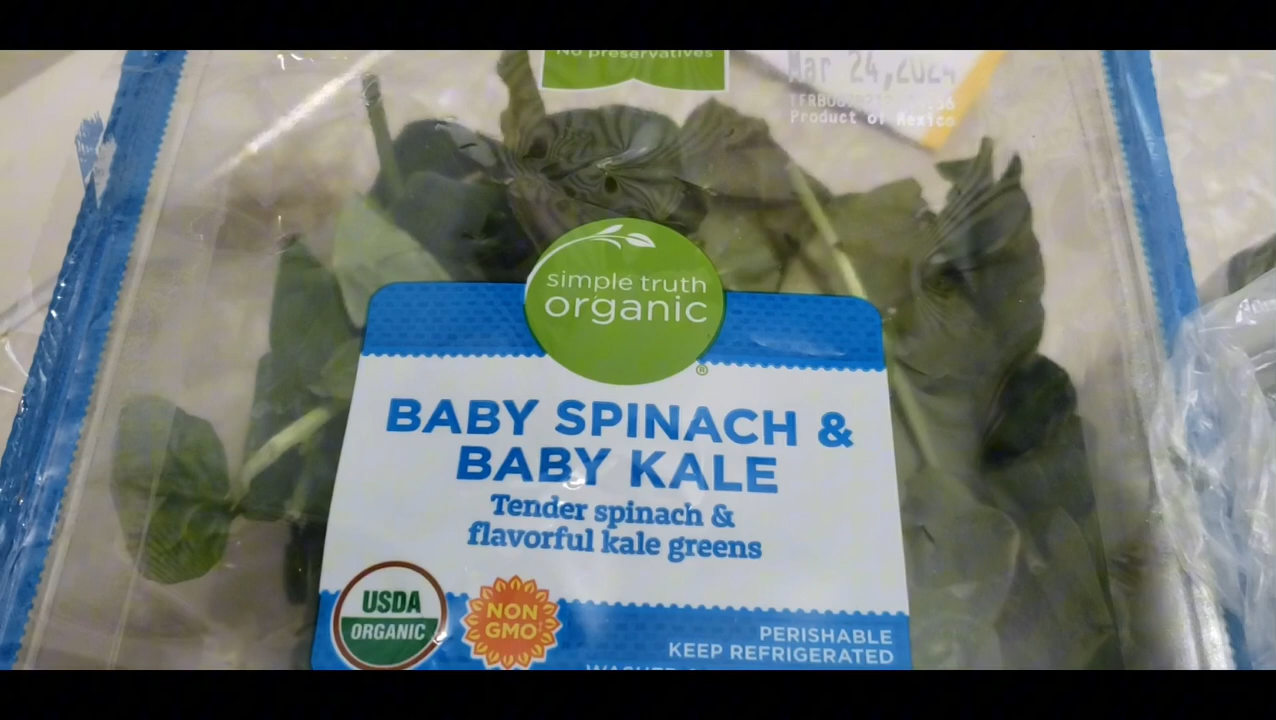 No preservatives
Mar 24, 2024
Product of Mexico
simple truth
organic
®
BABY SPINACH &
BABY KALE
Tender spinach &
flavorful kale greens
USDA
ORGANIC
NON
GMO
PERISHABLE
KEEP REFRIGERATED